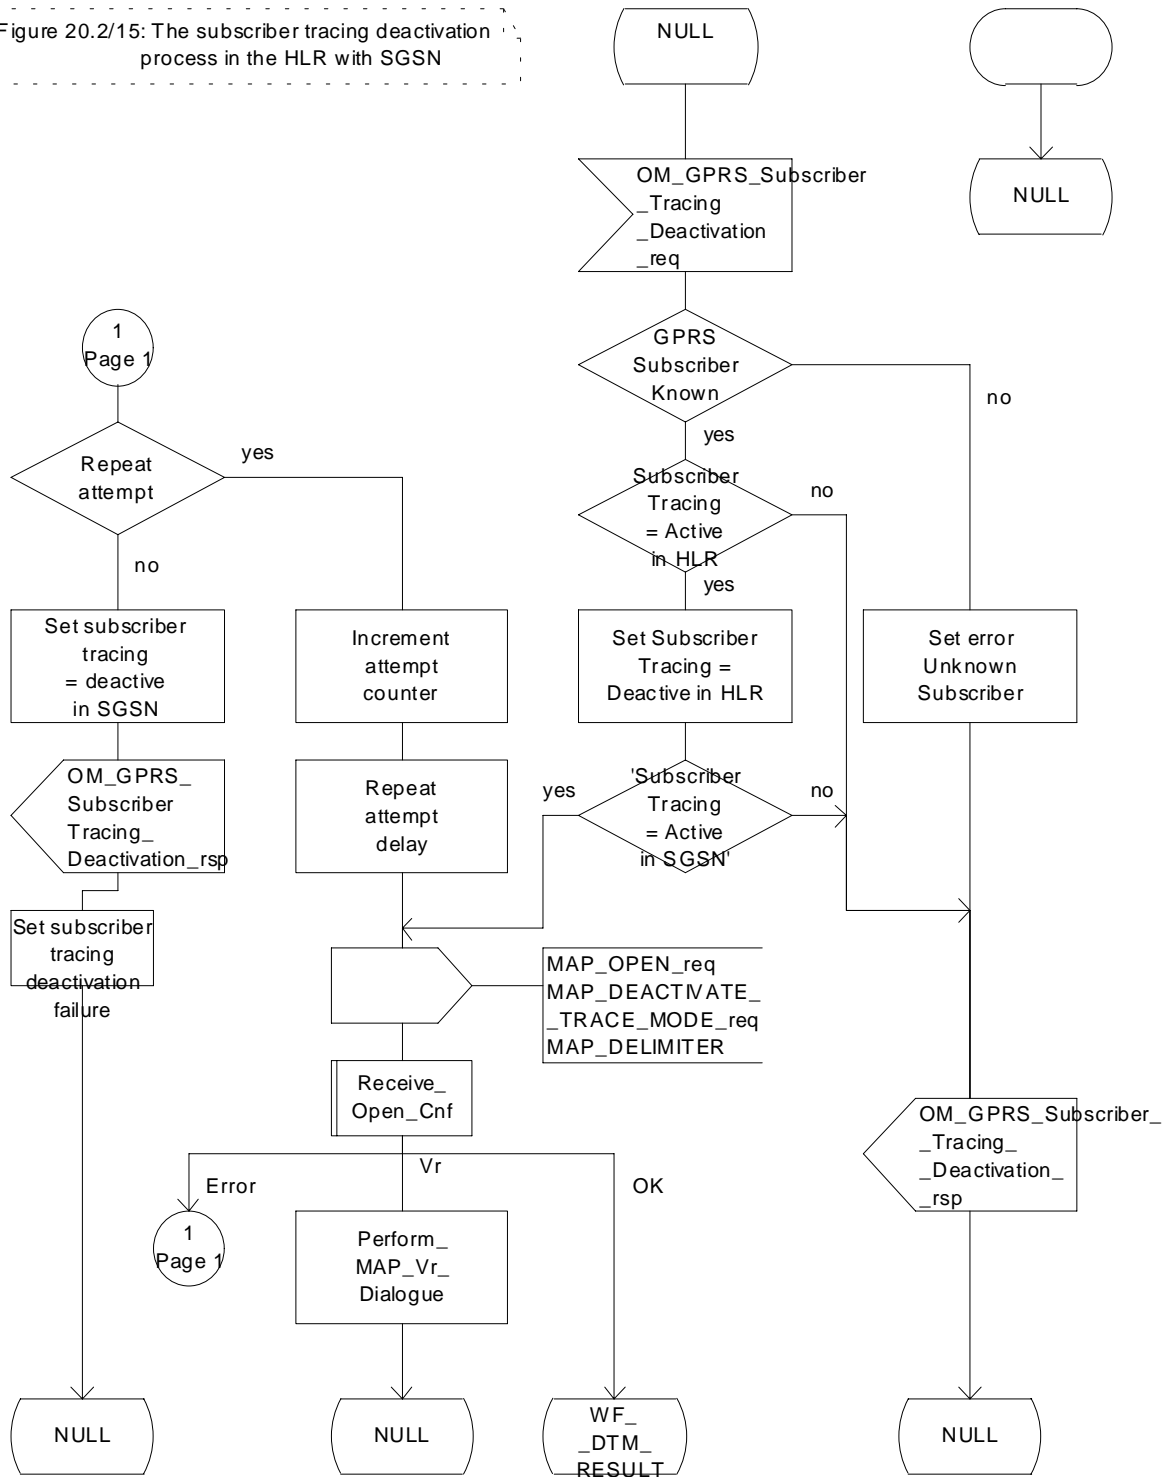 Figure 20.2/15: The subscriber tracing deactivation
process in the HLR with SGSN
NULL
OM_GPRS_Subscriber
_Tracing
_Deactivation
_req
NULL
1
Page 1
GPRS
Subscriber
Known
no
yes
Repeat
attempt
yes
no
Subscriber
Tracing
= Active
in HLR
no
yes
Set subscriber
tracing
= deactive
in SGSN
Increment
attempt
counter
Set Subscriber
Tracing =
Deactive in HLR
Set error
Unknown
Subscriber
OM_GPRS_
Subscriber
Tracing_
Deactivation_rsp
Repeat
attempt
delay
yes
'Subscriber
Tracing
= Active
in SGSN'
no
Set subscriber
tracing
deactivation
failure
MAP_OPEN_req
MAP_DEACTIVATE_
_TRACE_MODE_req
MAP_DELIMITER
Receive_
Open_Cnf
OM_GPRS_Subscriber_
_Tracing_
_Deactivation_
_rsp
Error
Vr
OK
1
Page 1
Perform_
MAP_Vr_
Dialogue
NULL
NULL
WF_
_DTM_
RESULT
NULL